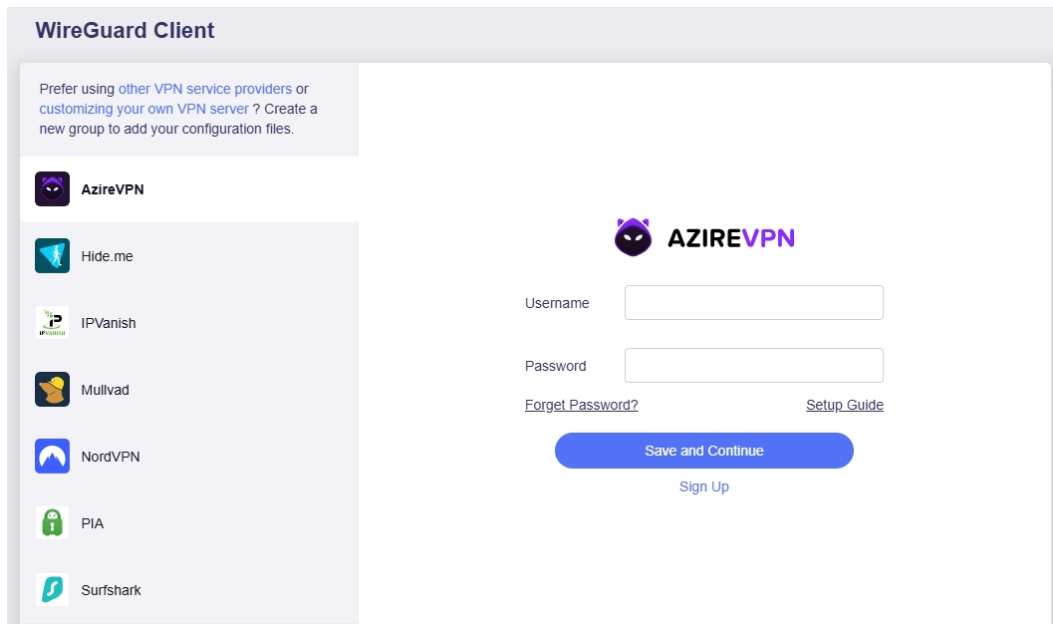 WireGuard Client
Prefer using other VPN service providers or
customizing your own VPN server ? Create a
new group to add your configuration files.
AzireVPN
Hide.me
IPVANISH
IPVanish
Mullvad
NordVPN
PIA
Surfshark
AZIREVPN
Username
Password
Forget Password?
Setup Guide
Save and Continue
Sign Up